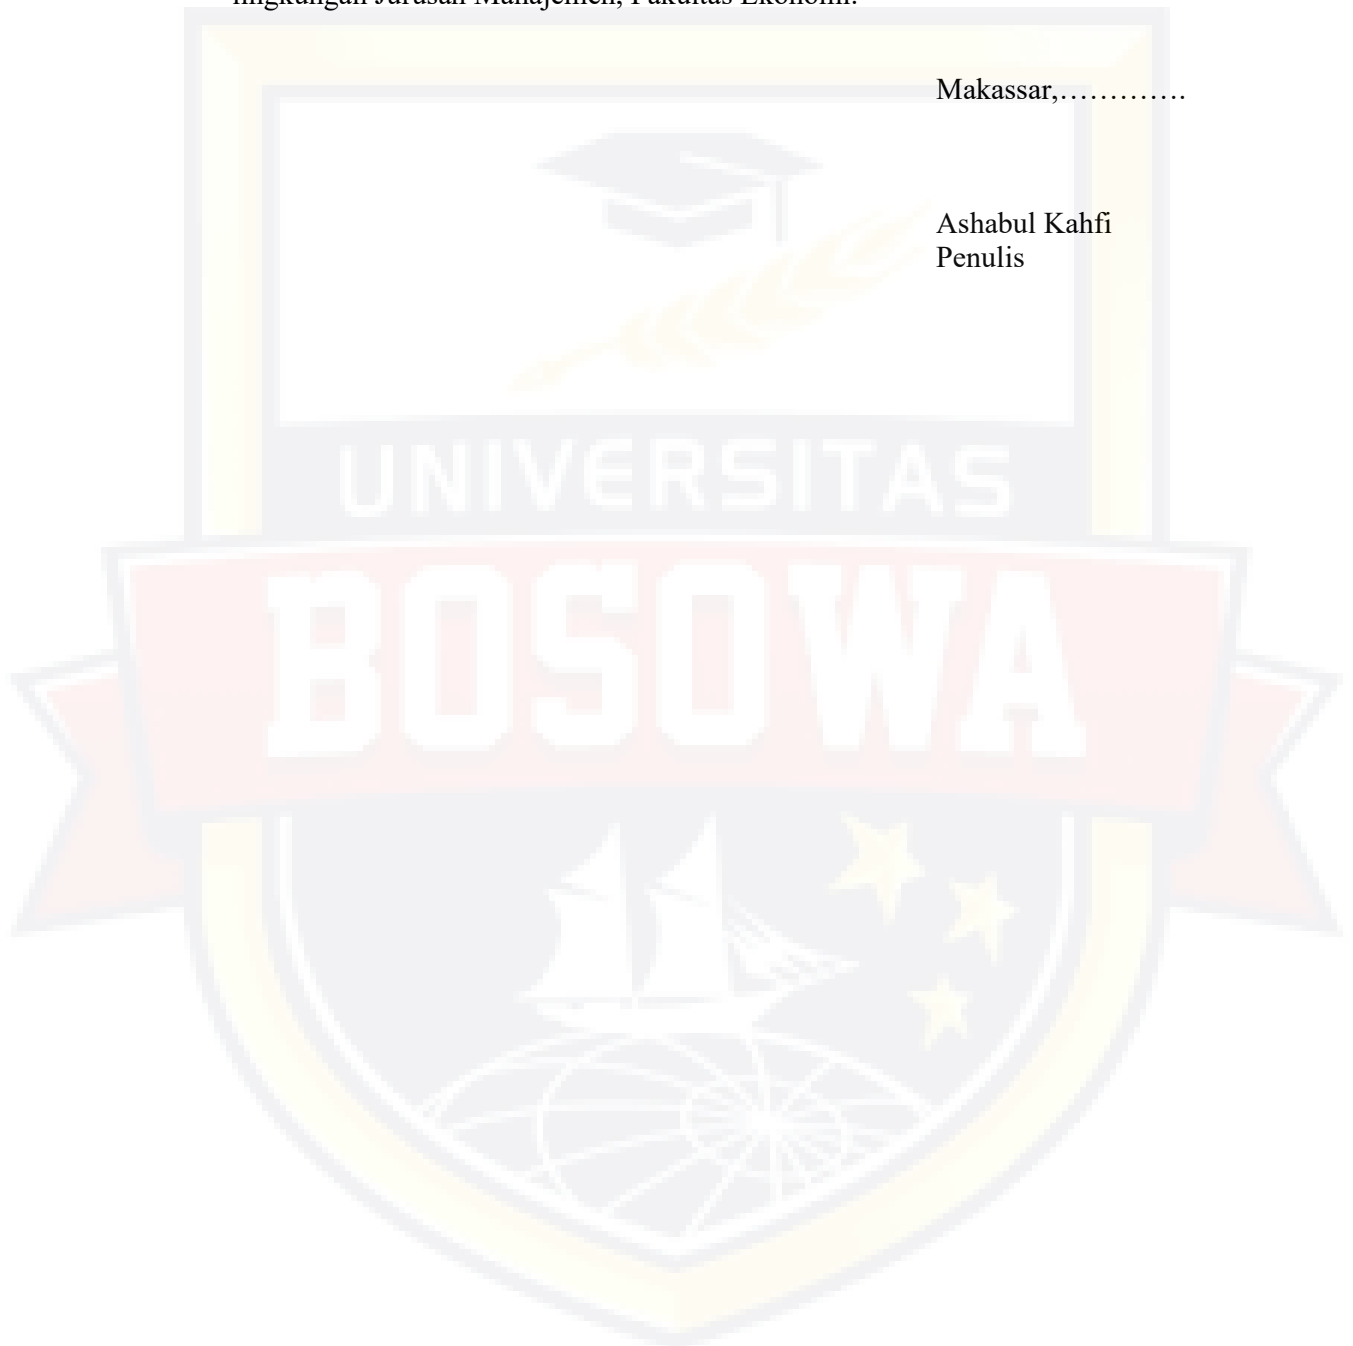 lingkungan Jurusan Manajemen, Fakultas Ekonomi.
Makassar,………….
Ashabul Kahfi
Penulis
UNIVERSITAS
BOSOWA